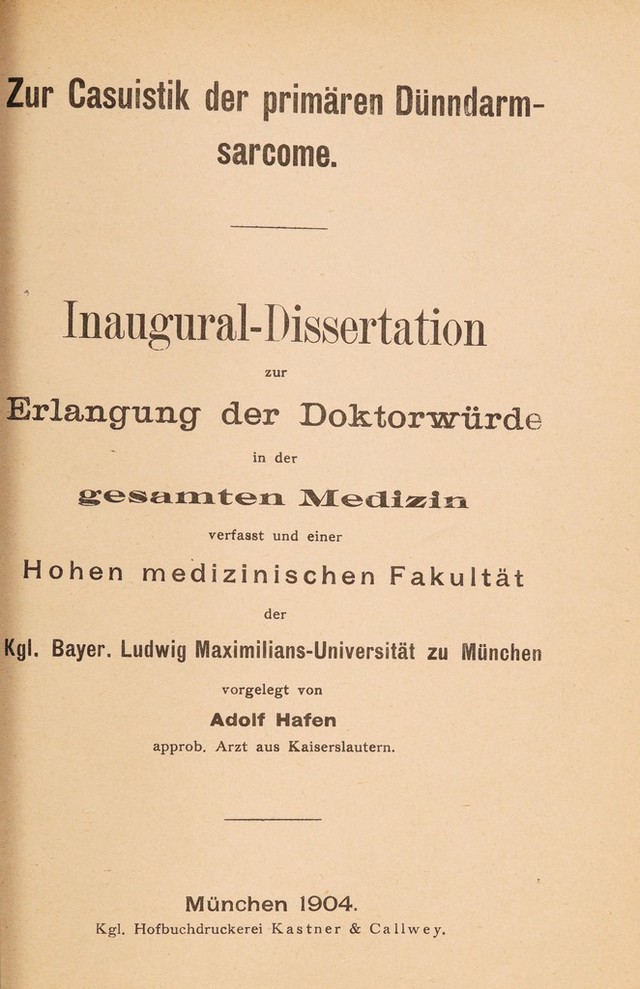 Zur Casuistik der primären Dünndarm-
sarcome.
Inaugural-Dissertation
zur
Erlangung der Doktorwürde
in der
gesamten Medizin
verfasst und einer
Hohen medizinischen Fakultät
der
Kgl. Bayer. Ludwig Maximilians-Universität zu München
vorgelegt von
Adolf Hafen
approb. Arzt aus Kaiserslautern.
München 1904.
Kgl. Hofbuchdruckerei Kastner & Callwey.